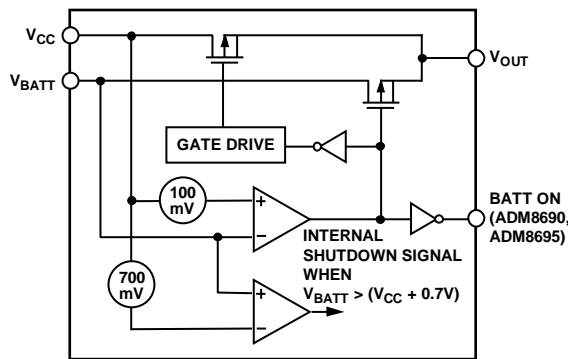 VCC
VBATT
VOUT
GATE DRIVE
100
mV
+
–
BATT ON
(ADM8690,
ADM8695)
INTERNAL
SHUTDOWN SIGNAL
WHEN
VBATT > (VCC + 0.7V)
700
mV
+
–